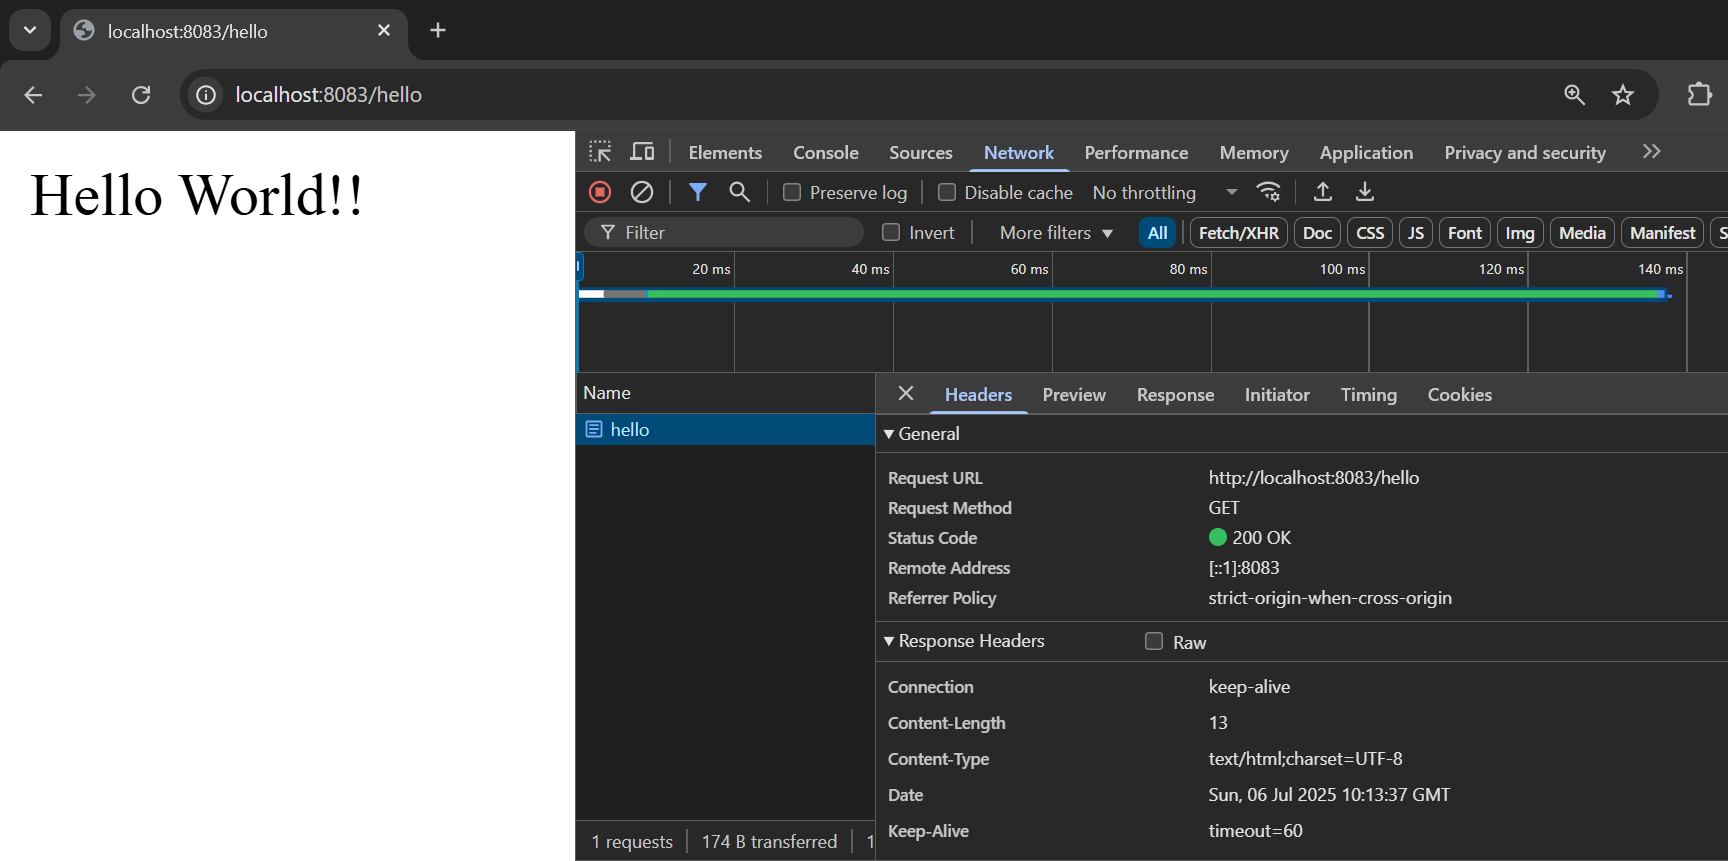 localhost:8083/hello
localhost:8083/hello
Hello World!!
Elements Console Sources Network Performance Memory Application Privacy and security
Preserve log Disable cache No throttling
Filter Invert More filters All Fetch/XHR Doc CSS JS Font Img Media Manifest S
20 ms 40 ms 60 ms 80 ms 100 ms 120 ms 140 ms
Name
hello
1 requests 174 B transferred 1
Headers Preview Response Initiator Timing Cookies
General
Request URL http://localhost:8083/hello
Request Method GET
Status Code 200 OK
Remote Address [::1]:8083
Referrer Policy strict-origin-when-cross-origin
Response Headers Raw
Connection keep-alive
Content-Length 13
Content-Type text/html;charset=UTF-8
Date Sun, 06 Jul 2025 10:13:37 GMT
Keep-Alive timeout=60